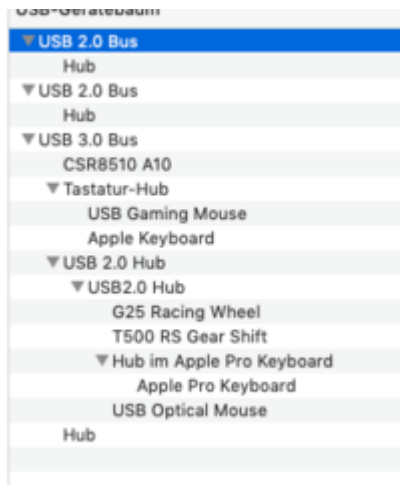 USB-Gerätebaum
USB 2.0 Bus
Hub
USB 2.0 Bus
Hub
USB 3.0 Bus
CSR8510 A10
Tastatur-Hub
USB Gaming Mouse
Apple Keyboard
USB 2.0 Hub
USB2.0 Hub
G25 Racing Wheel
T500 RS Gear Shift
Hub im Apple Pro Keyboard
Apple Pro Keyboard
USB Optical Mouse
Hub